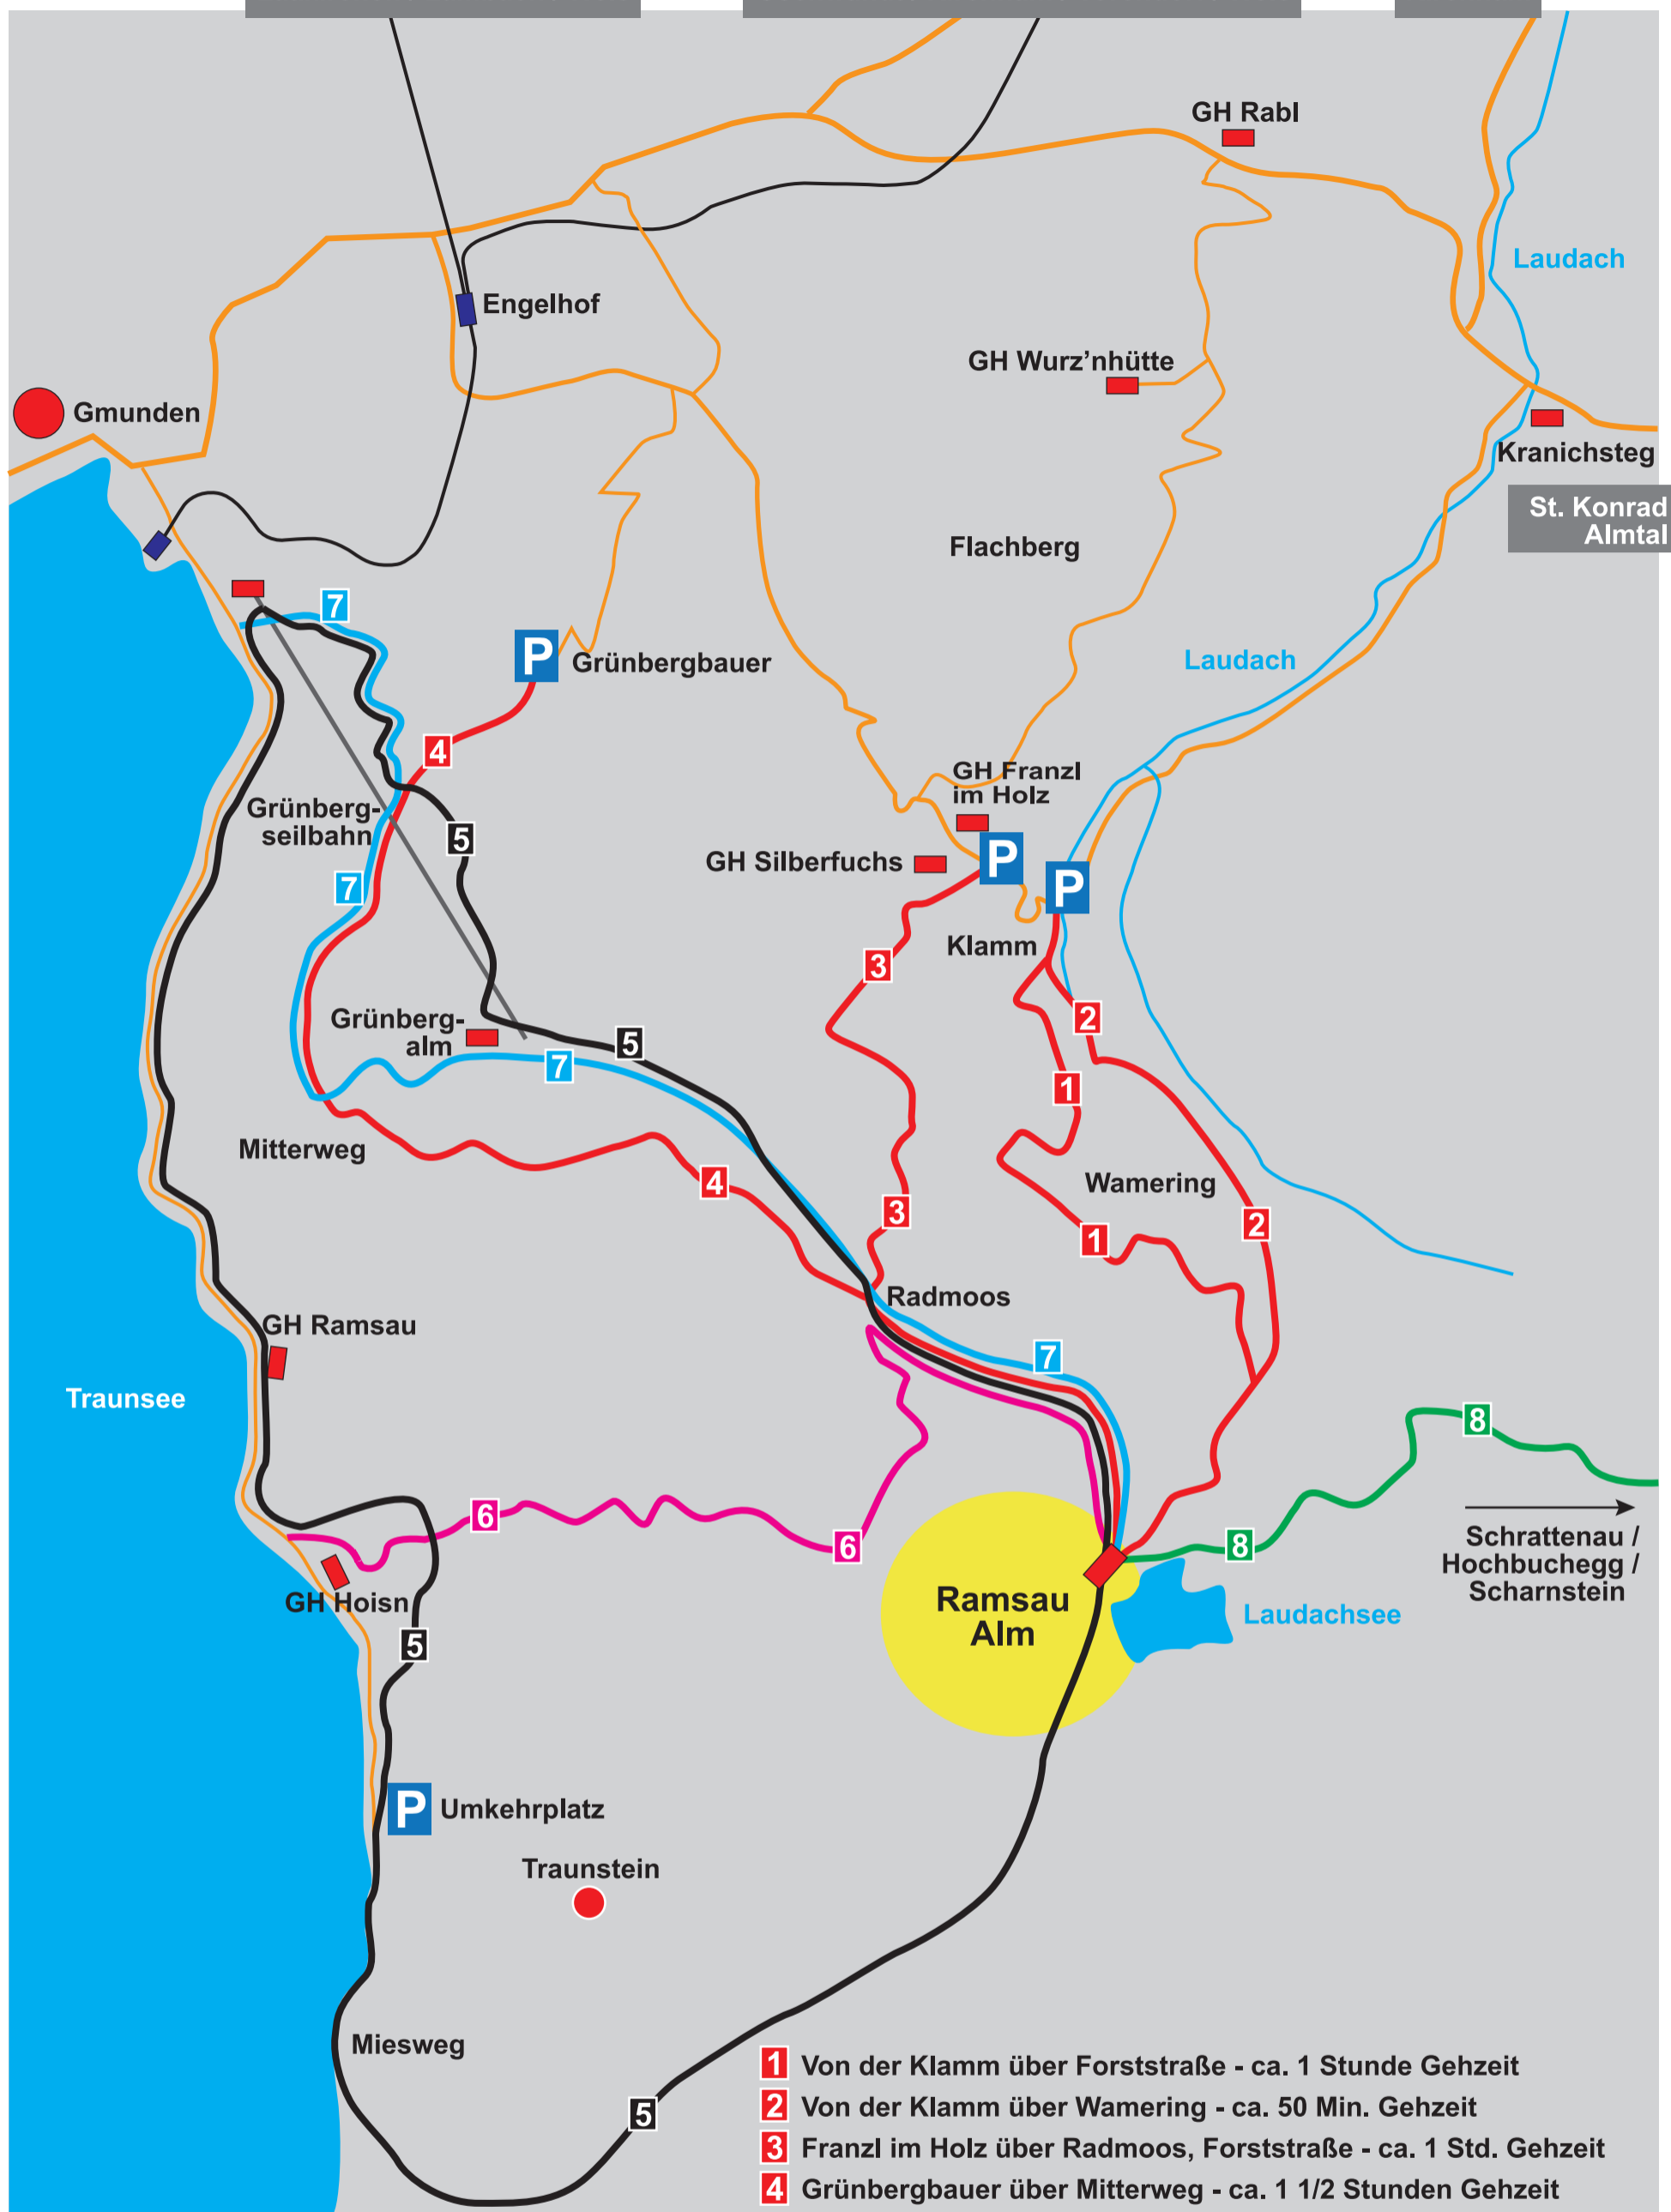 GH Rabl
Laudach
Engelhof
GH Wurz’nhütte
Gmunden
Kranichsteg
St. Konrad
Almtal
Flachberg
7
P
Grünbergbauer
Laudach
4
GH Franzl
im Holz
Grünberg-
seilbahn
5
GH Silberfuchs
P
P
7
Klamm
3
2
Grünberg-
alm
5
7
1
Mitterweg
4
Wamering
3
2
1
Radmoos
GH Ramsau
7
Traunsee
8
6
6
8
Schrattenau /
Hochbuchegg /
Scharnstein
GH Hoisn
Ramsau
Alm
Laudachsee
5
P
Umkehrplatz
Traunstein
Miesweg
5
1 Von der Klamm über Forststraße - ca. 1 Stunde Gehzeit
2 Von der Klamm über Wamering - ca. 50 Min. Gehzeit
3 Franzl im Holz über Radmoos, Forststraße - ca. 1 Std. Gehzeit
4 Grünbergbauer über Mitterweg - ca. 1 1/2 Stunden Gehzeit